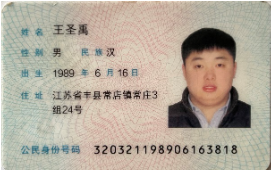 姓名 王圣禹
性别 男 民族 汉
出生 1989 年 6 月 16 日
住址 江苏省丰县常店镇常庄3
组24号
公民身份号码 320321198906163818